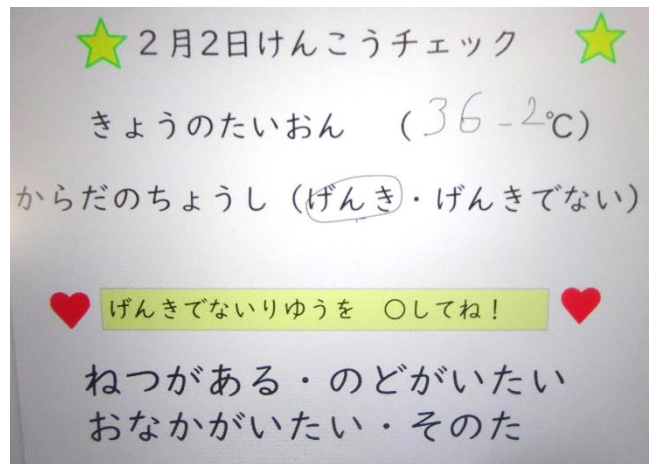 2月2日けんこうチェック
きょうのたいおん （36-2℃）
からだのちょうし（げんき・げんきでない）
げんきでないりゆうを ○してね！
ねつがある・のどがいたい
おなかがいたい・そのた